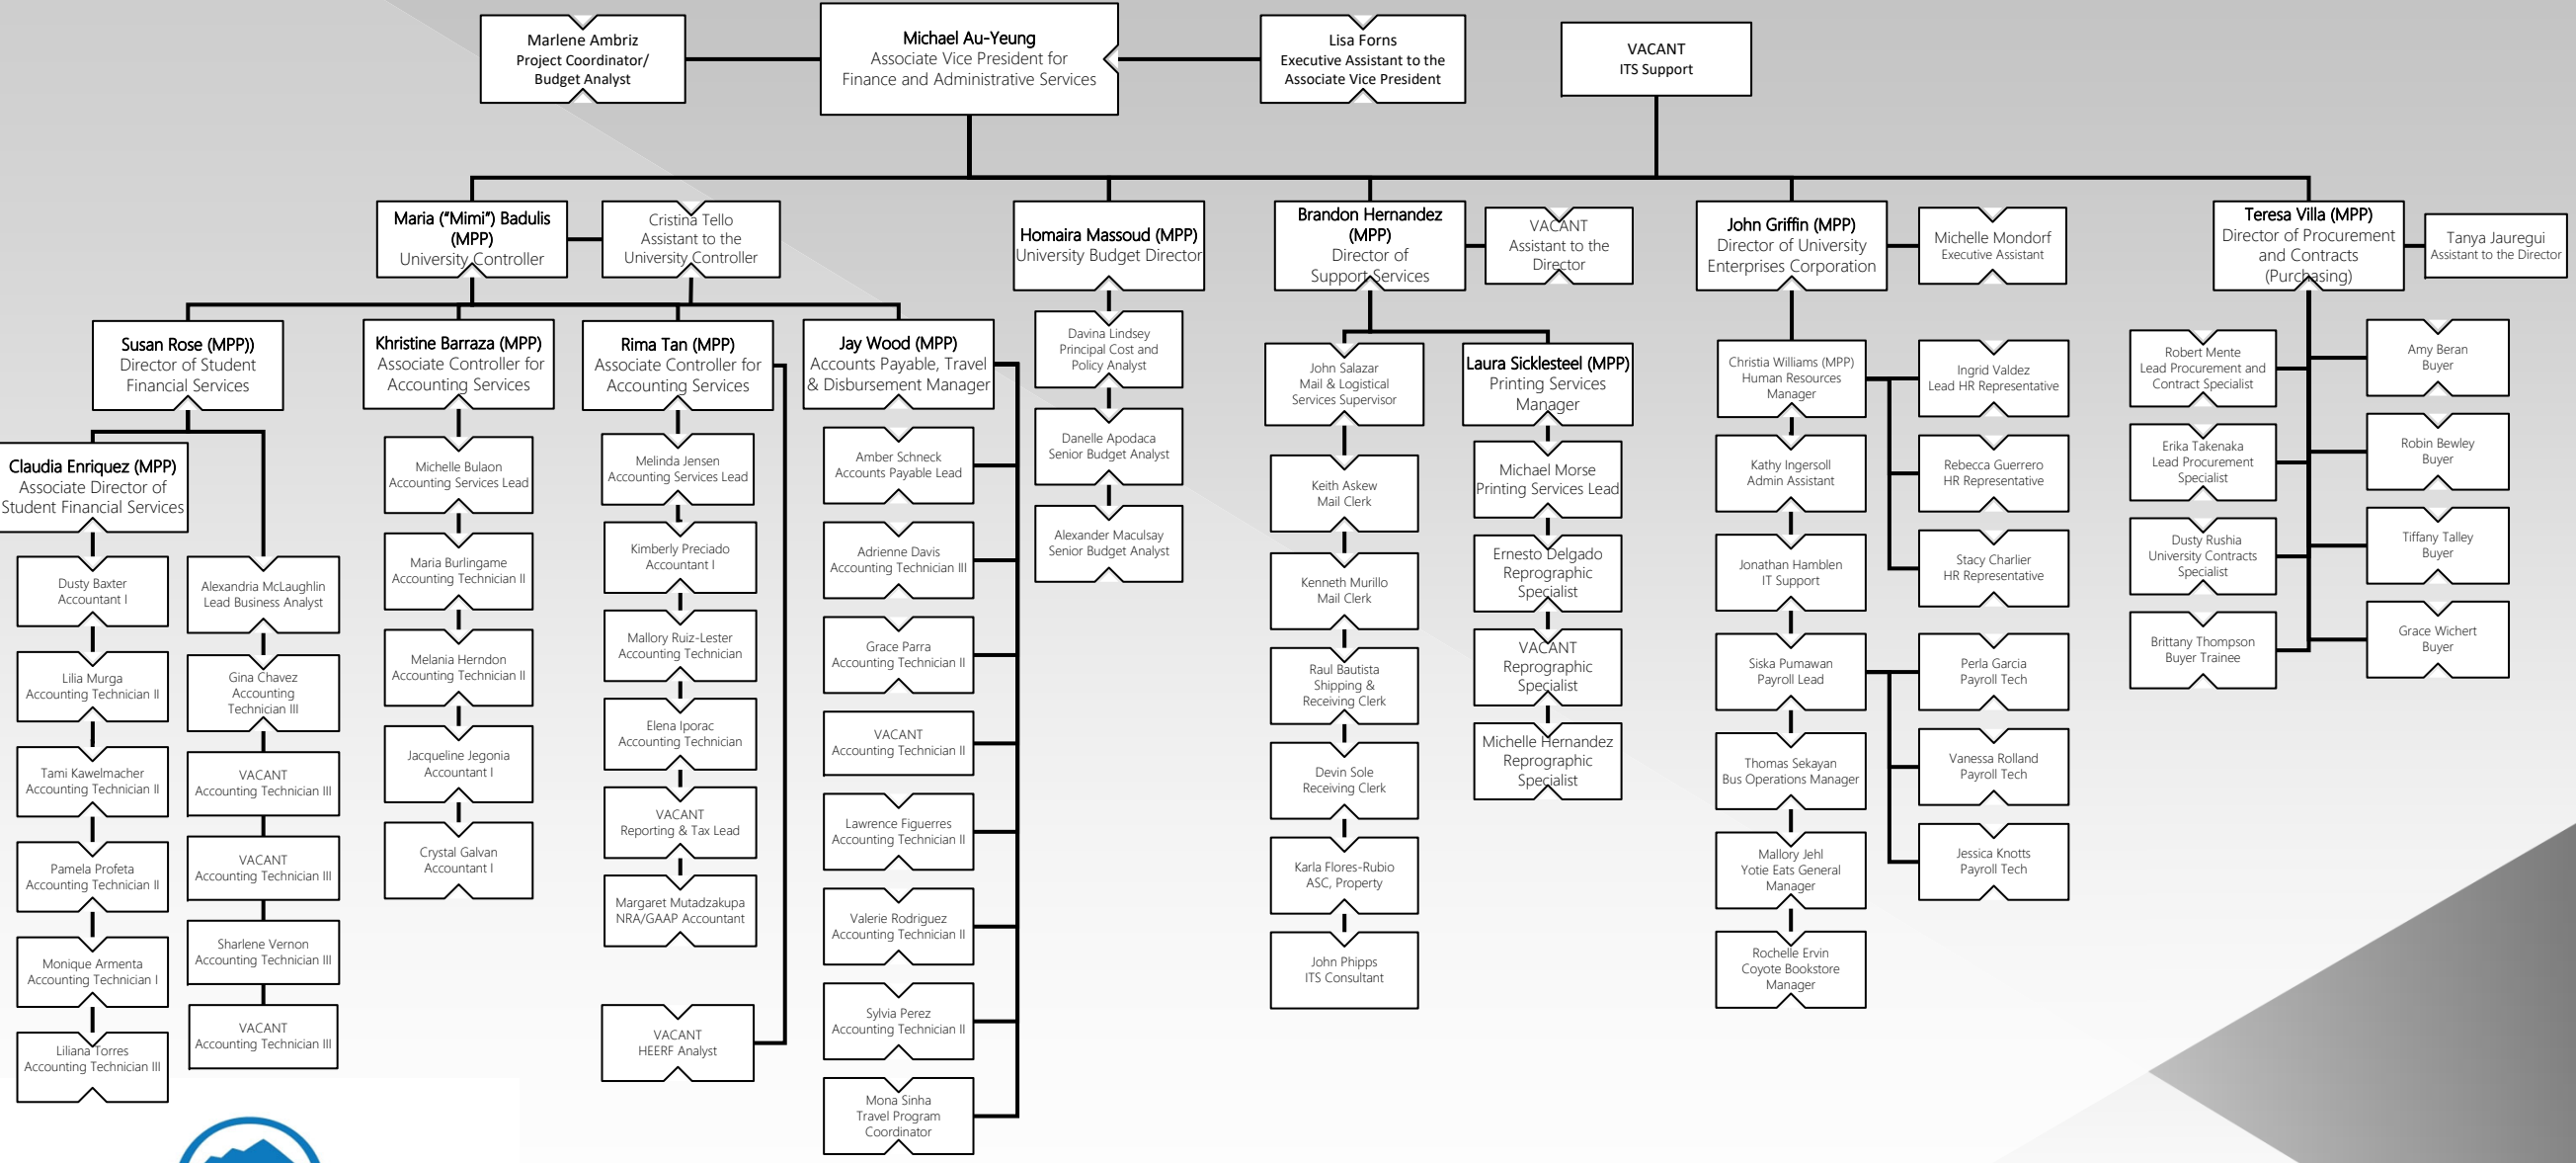 Marlene Ambriz
Project Coordinator/
Budget Analyst
Michael Au-Yeung
Associate Vice President for
Finance and Administrative Services
Lisa Forns
Executive Assistant to the
Associate Vice President
VACANT
ITS Support
Maria ("Mimi") Badulis
(MPP)
University Controller
Cristina Tello
Assistant to the
University Controller
Homaira Massoud (MPP)
University Budget Director
Brandon Hernandez
(MPP)
Director of
Support Services
VACANT
Assistant to the
Director
John Griffin (MPP)
Director of University
Enterprises Corporation
Michelle Mondorf
Executive Assistant
Teresa Villa (MPP)
Director of Procurement
and Contracts
(Purchasing)
Tanya Jauregui
Assistant to the Director
Susan Rose (MPP))
Director of Student
Financial Services
Khristine Barraza (MPP)
Associate Controller for
Accounting Services
Rima Tan (MPP)
Associate Controller for
Accounting Services
Jay Wood (MPP)
Accounts Payable, Travel
& Disbursement Manager
Claudia Enriquez (MPP)
Associate Director of
Student Financial Services
Dusty Baxter
Accountant I
Lilia Murga
Accounting Technician II
Tami Kawelmacher
Accounting Technician II
Pamela Profeta
Accounting Technician II
Monique Armenta
Accounting Technician I
Liliana Torres
Accounting Technician III
Alexandria McLaughlin
Lead Business Analyst
Gina Chavez
Accounting
Technician III
VACANT
Accounting Technician III
VACANT
Accounting Technician III
Sharlene Vernon
Accounting Technician III
VACANT
Accounting Technician III
Michelle Bulaon
Accounting Services Lead
Maria Burlingame
Accounting Technician II
Melania Herndon
Accounting Technician II
Jacqueline Jegonia
Accountant I
Crystal Galvan
Accountant I
Melinda Jensen
Accounting Services Lead
Kimberly Preciado
Accountant I
Mallory Ruiz-Lester
Accounting Technician
Elena Iporac
Accounting Technician
VACANT
Reporting & Tax Lead
Margaret Mutadzakupa
NRA/GAAP Accountant
VACANT
HEERF Analyst
Amber Schneck
Accounts Payable Lead
Adrienne Davis
Accounting Technician III
Grace Parra
Accounting Technician II
VACANT
Accounting Technician II
Lawrence Figuerres
Accounting Technician II
Valerie Rodriguez
Accounting Technician II
Sylvia Perez
Accounting Technician II
Mona Sinha
Travel Program
Coordinator
Davina Lindsey
Principal Cost and
Policy Analyst
Danelle Apodaca
Senior Budget Analyst
Alexander Maculsay
Senior Budget Analyst
John Salazar
Mail & Logistical
Services Supervisor
Keith Askew
Mail Clerk
Kenneth Murillo
Mail Clerk
Raul Bautista
Shipping &
Receiving Clerk
Devin Sole
Receiving Clerk
Karla Flores-Rubio
ASC, Property
John Phipps
ITS Consultant
Laura Sicklesteel (MPP)
Printing Services
Manager
Michael Morse
Printing Services Lead
Ernesto Delgado
Reprographic
Specialist
VACANT
Reprographic
Specialist
Michelle Hernandez
Reprographic
Specialist
Christia Williams (MPP)
Human Resources
Manager
Kathy Ingersoll
Admin Assistant
Jonathan Hamblen
IT Support
Siska Pumawan
Payroll Lead
Thomas Sekayan
Bus Operations Manager
Mallory Jehl
Yotie Eats General
Manager
Rochelle Ervin
Coyote Bookstore
Manager
Ingrid Valdez
Lead HR Representative
Rebecca Guerrero
HR Representative
Stacy Charlier
HR Representative
Perla Garcia
Payroll Tech
Vanessa Rolland
Payroll Tech
Jessica Knotts
Payroll Tech
Robert Mente
Lead Procurement and
Contract Specialist
Erika Takenaka
Lead Procurement
Specialist
Dusty Rushia
University Contracts
Specialist
Brittany Thompson
Buyer Trainee
Amy Beran
Buyer
Robin Bewley
Buyer
Tiffany Talley
Buyer
Grace Wichert
Buyer